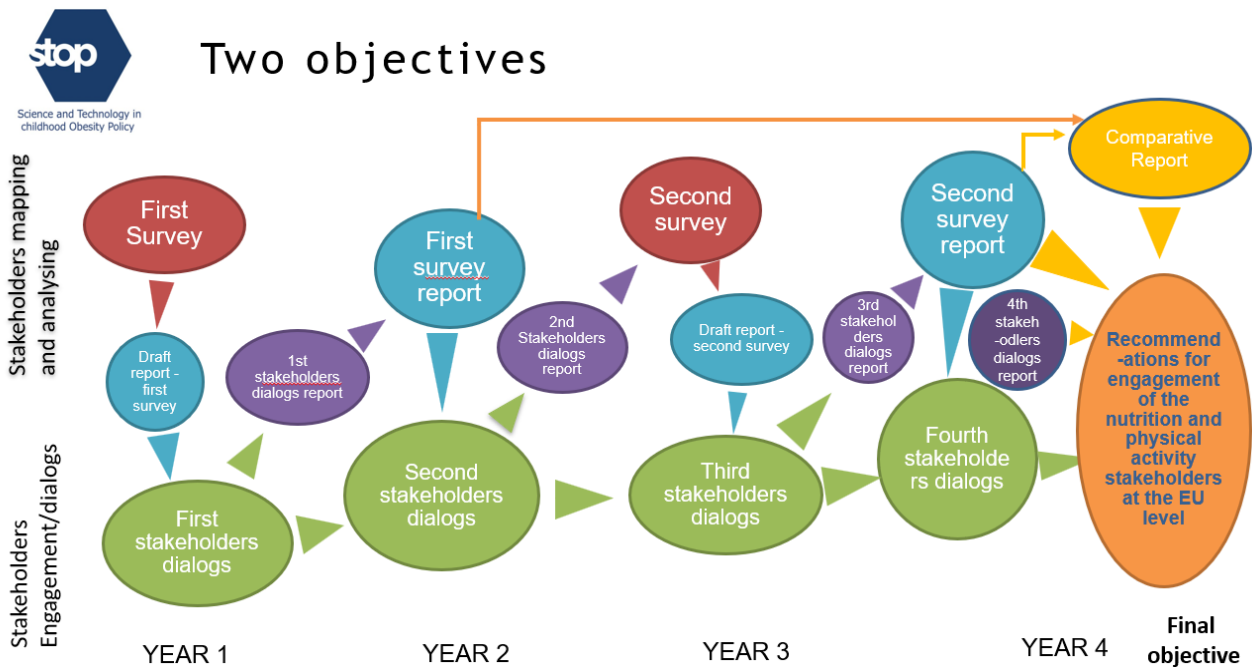 stop
Science and Technology in
childhood Obesity Policy
Two objectives
Stakeholders mapping
and analysing
Stakeholders
Engagement/dialogs
First
Survey
Draft
report -
first
survey
First
stakeholders
dialogs
1st
stakeholders
dialogs report
First
survey
report
Second
stakeholders
dialogs
2nd
Stakeholders
dialogs
report
Second
survey
Draft report -
second survey
Third
stakeholders
dialogs
3rd
stakehol
ders
dialogs
report
Second
survey
report
Fourth
stakeholde
rs dialogs
4th
stakeh
-odlers
dialogs
report
Comparative
Report
Recommend
-ations for
engagement
of the
nutrition and
physical
activity
stakeholders
at the EU
level
YEAR 1
YEAR 2
YEAR 3
YEAR 4
Final
objective